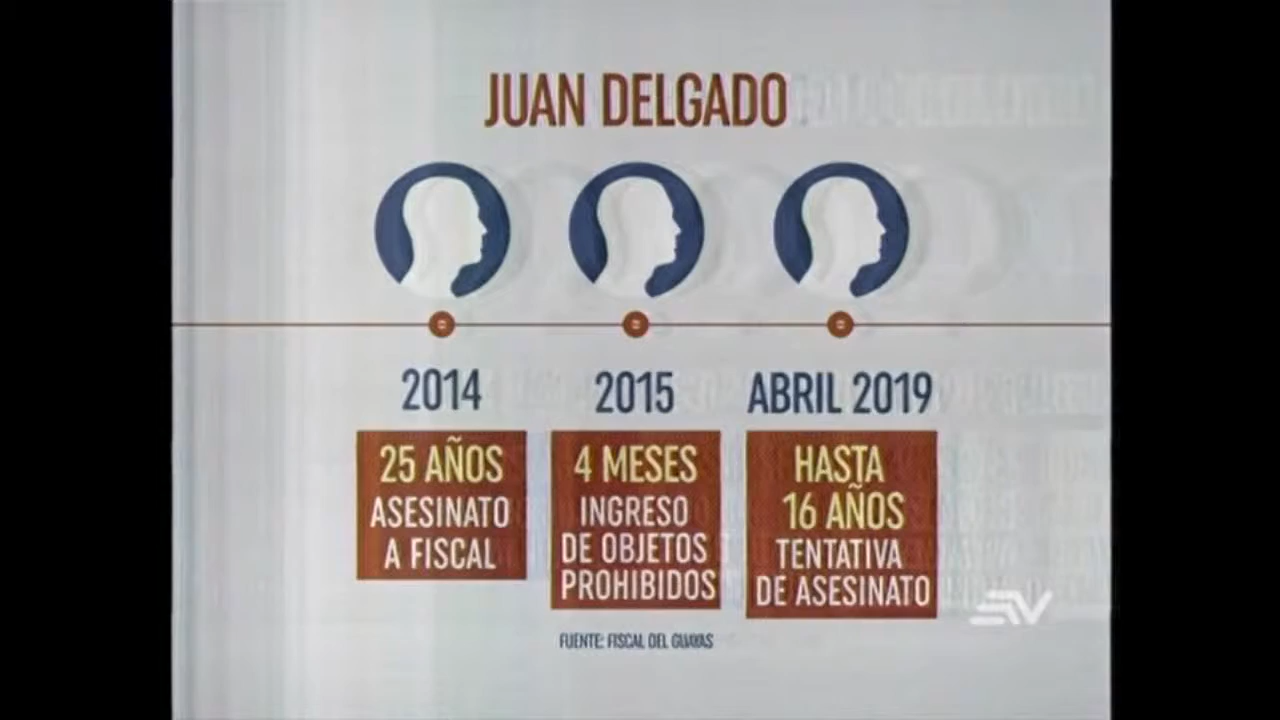 JUAN DELGADO
2014
25 AÑOS
ASESINATO
A FISCAL
2015
4 MESES
INGRESO
DE OBJETOS
PROHIBIDOS
ABRIL 2019
HASTA
16 AÑOS
TENTATIVA
DE ASESINATO
FUENTE: FISCAL DEL GUAYAS